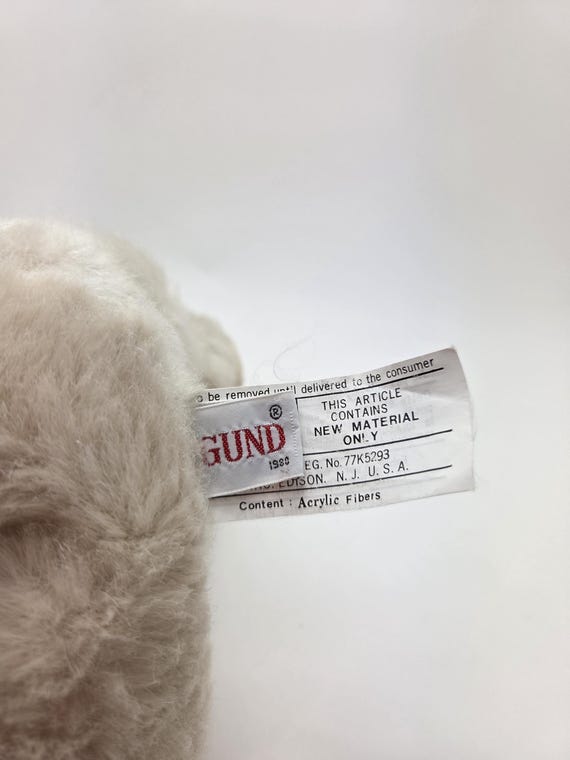 o be removed until delivered to the consumer
THIS ARTICLE
CONTAINS
NEW MATERIAL
ONLY
®
GUND
1980
EG. No. 77K5293
EDISON. N. J. U. S. A.
Content : Acrylic Fibers